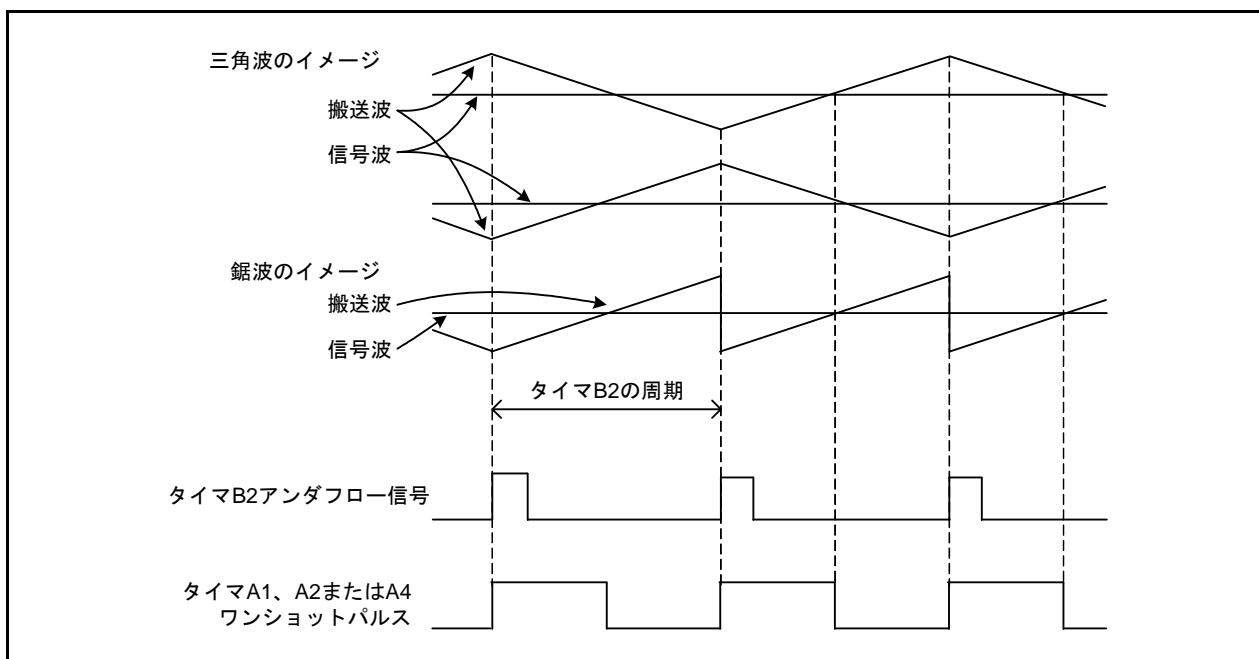 三角波のイメージ
搬送波
信号波
鋸波のイメージ
搬送波
信号波
タイマB2の周期
タイマB2アンダフロー信号
タイマA1、A2またはA4
ワンショットパルス